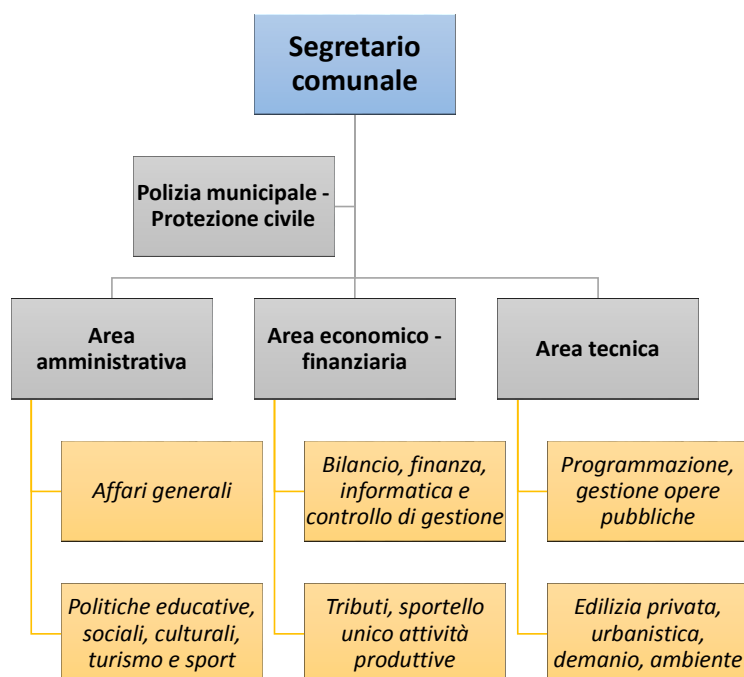 Segretario
comunale
Polizia municipale -
Protezione civile
Area
amministrativa
Area economico -
finanziaria
Area tecnica
Affari generali
Bilancio, finanza,
informatica e
controllo di gestione
Programmazione,
gestione opere
pubbliche
Politiche educative,
sociali, culturali,
turismo e sport
Tributi, sportello
unico attività
produttive
Edilizia privata,
urbanistica,
demanio, ambiente